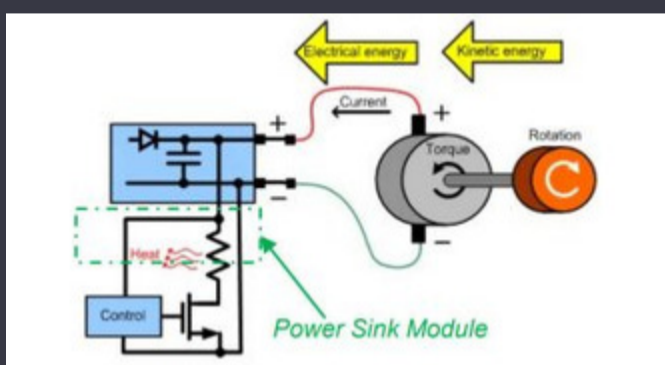 Electrical energy
Kinetic energy
Current
+
+
Torque
Rotation
−
−
Heat
Control
Power Sink Module